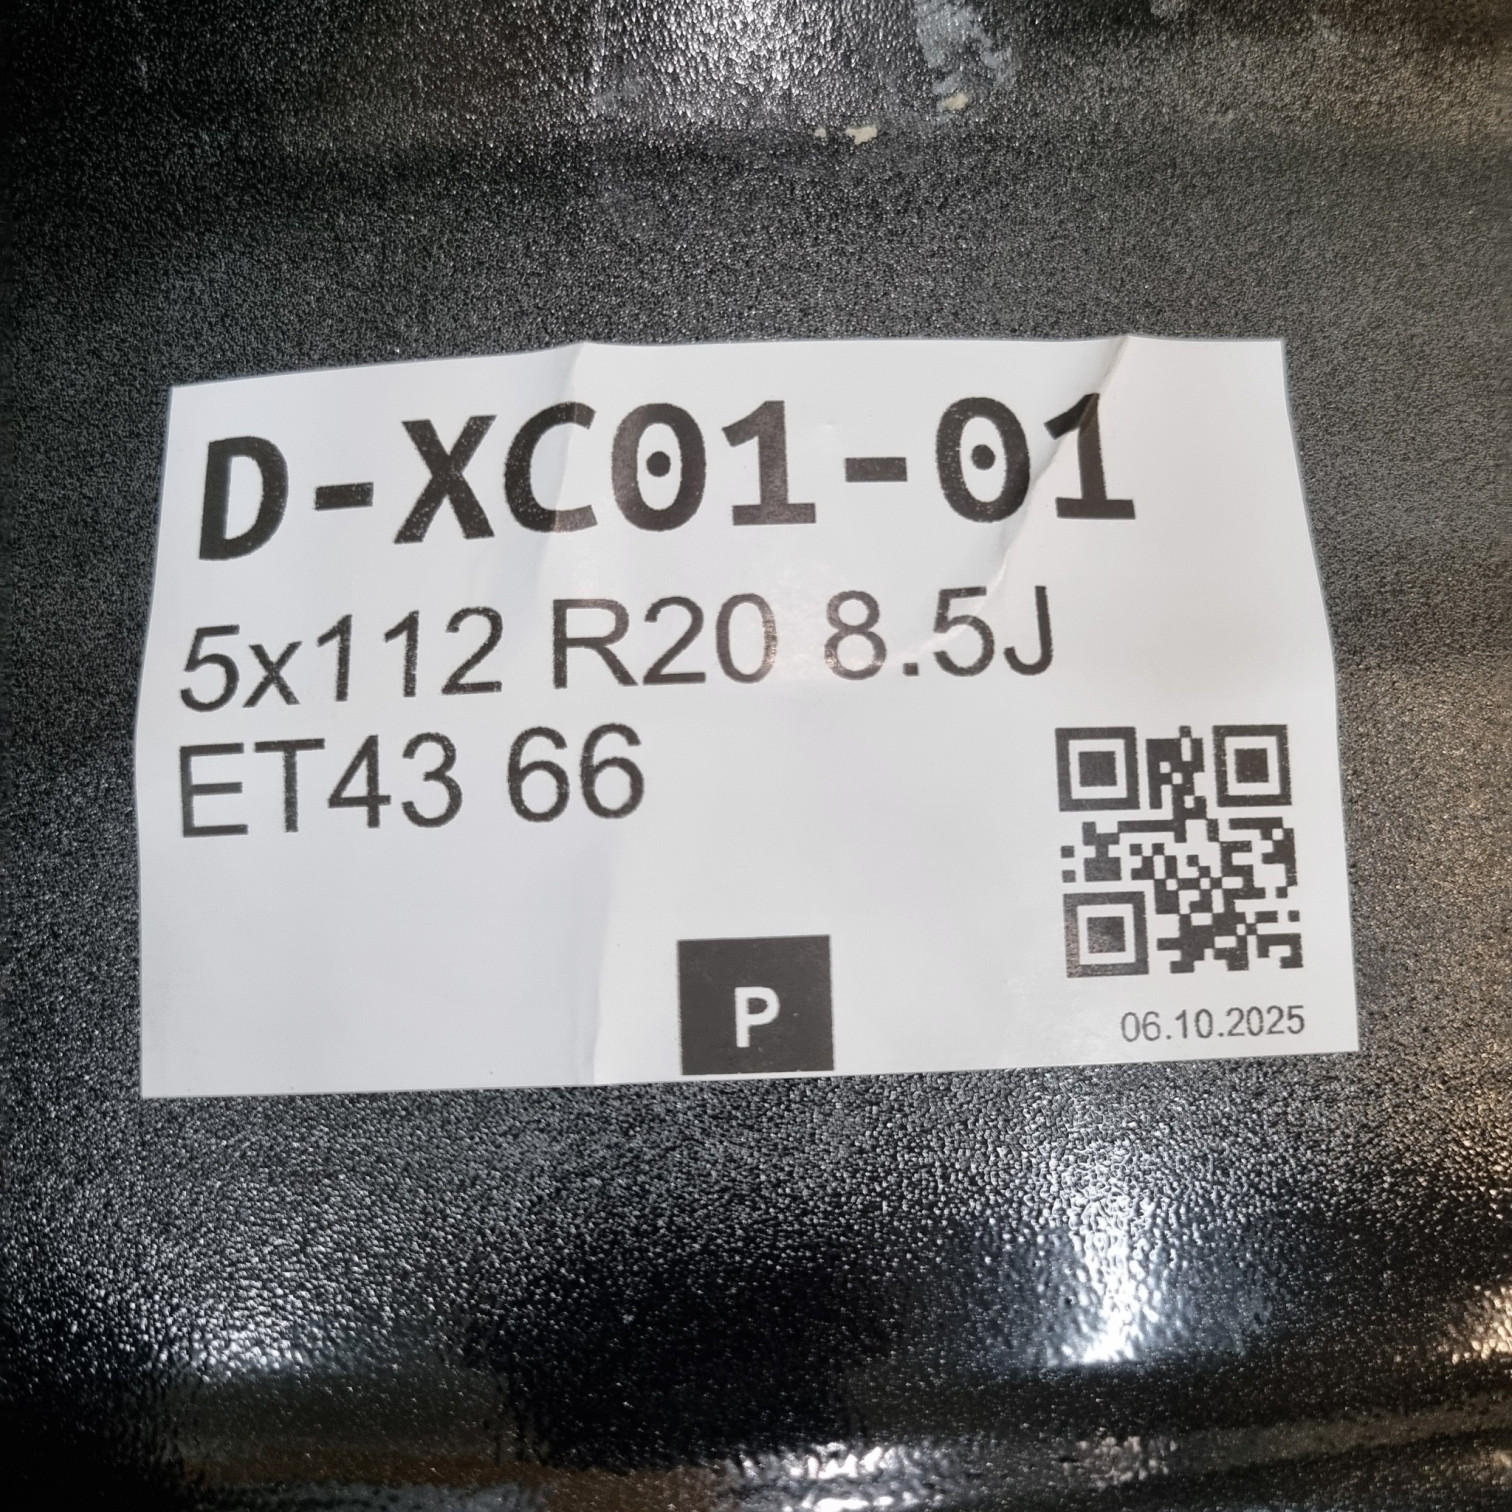 D-XC01-01
5x112 R20 8.5J
ET43 66
P
06.10.2025